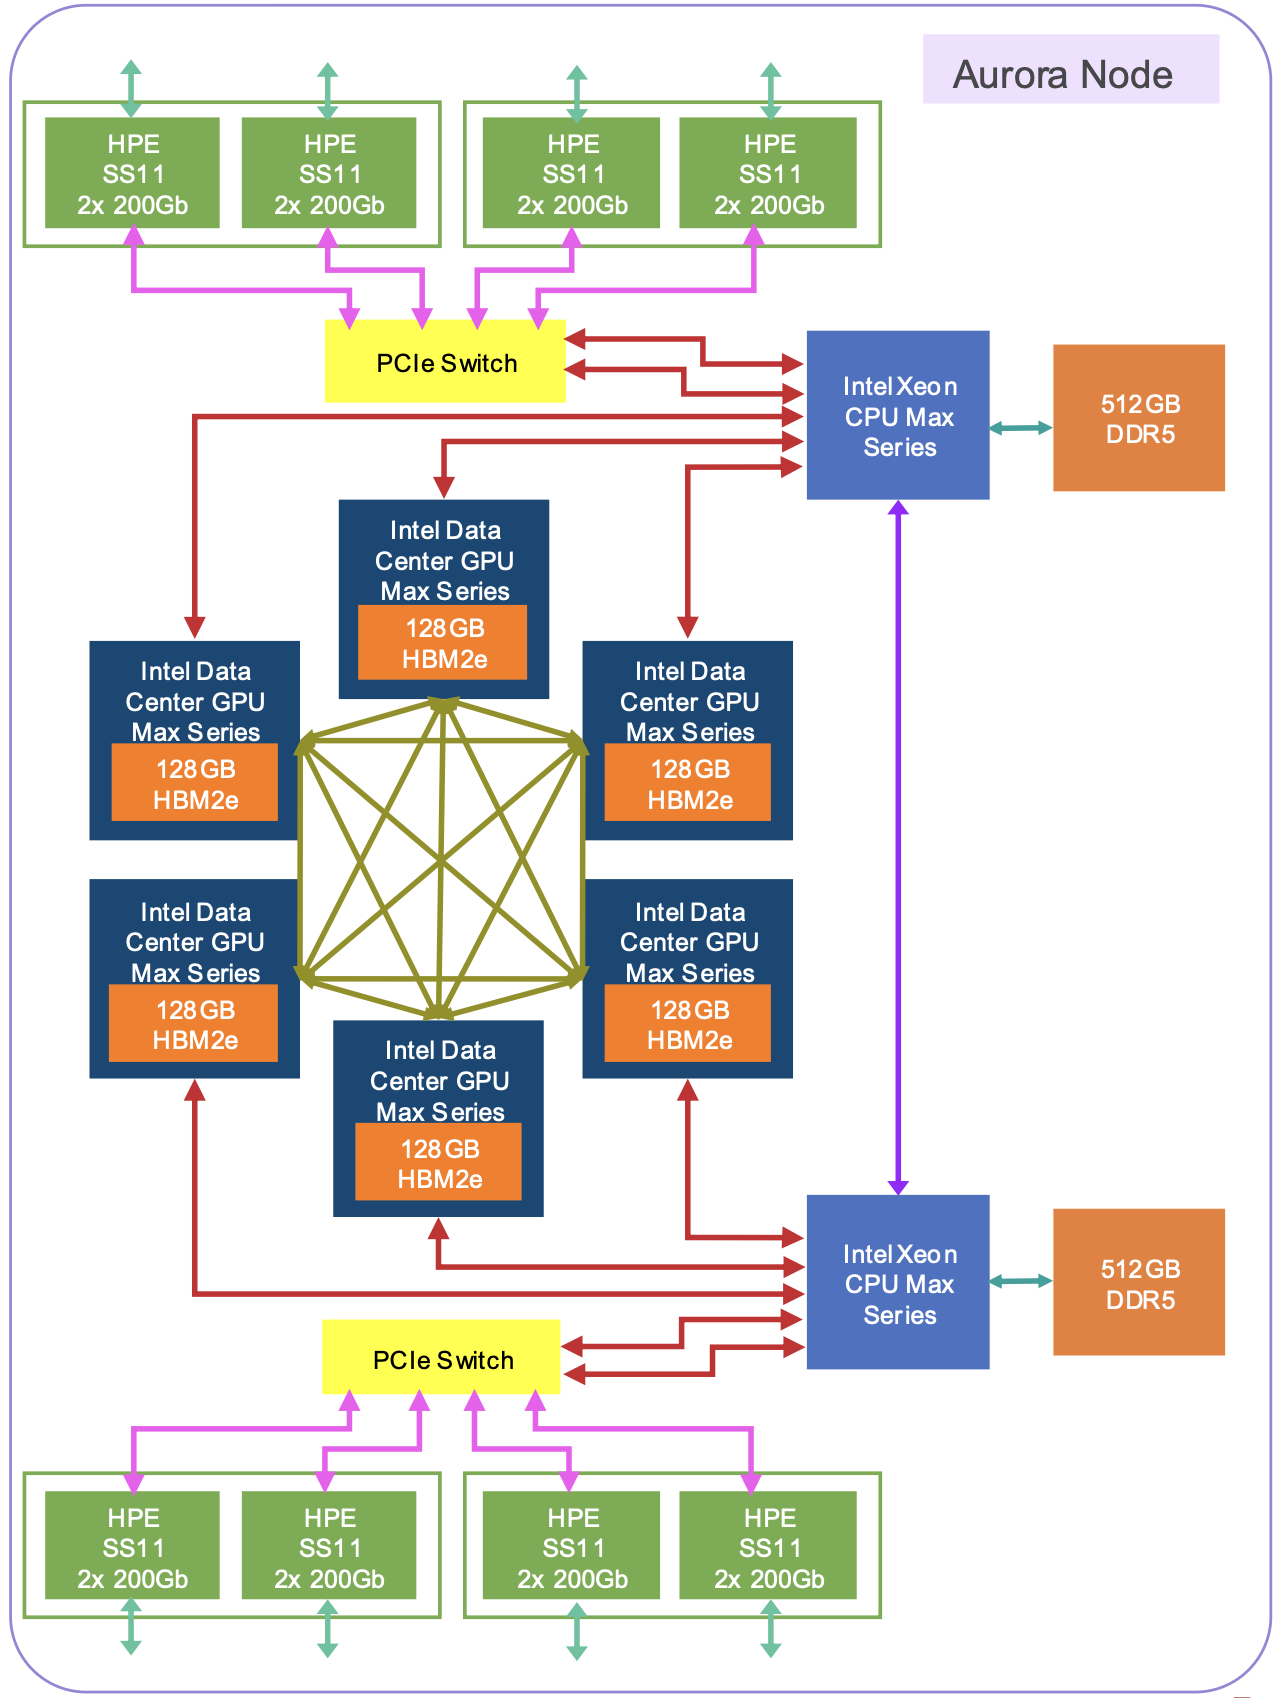 Aurora Node
HPE
SS11
2x 200Gb
HPE
SS11
2x 200Gb
HPE
SS11
2x 200Gb
HPE
SS11
2x 200Gb
PCIe Switch
Intel Xeon
CPU Max
Series
512GB
DDR5
Intel Data
Center GPU
Max Series
128GB
HBM2e
Intel Data
Center GPU
Max Series
128GB
HBM2e
Intel Data
Center GPU
Max Series
128GB
HBM2e
Intel Data
Center GPU
Max Series
128GB
HBM2e
Intel Data
Center GPU
Max Series
128GB
HBM2e
Intel Data
Center GPU
Max Series
128GB
HBM2e
Intel Xeon
CPU Max
Series
512GB
DDR5
PCIe Switch
HPE
SS11
2x 200Gb
HPE
SS11
2x 200Gb
HPE
SS11
2x 200Gb
HPE
SS11
2x 200Gb